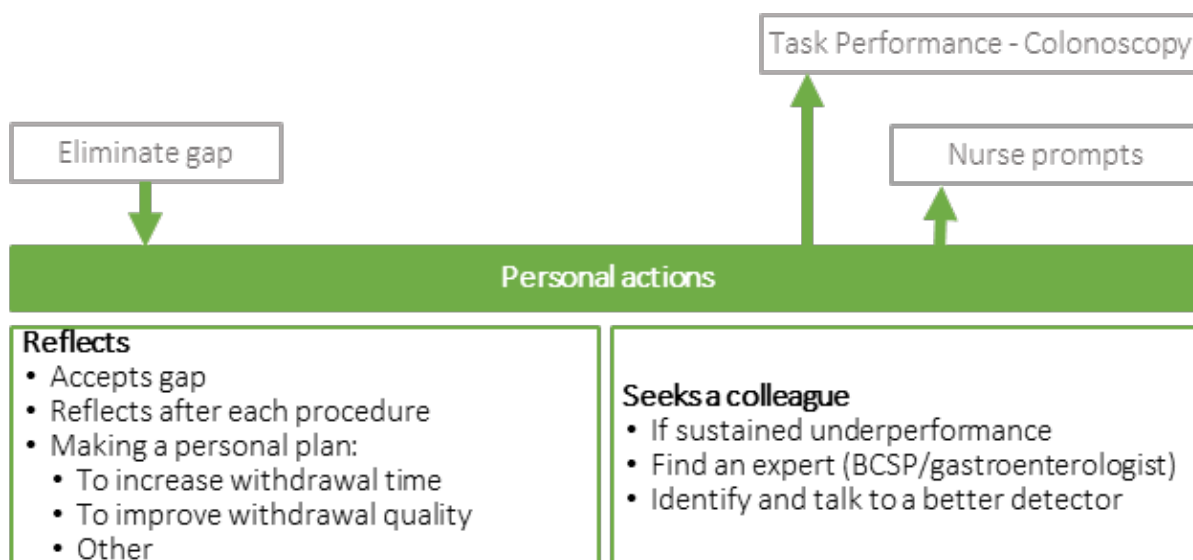 Task Performance - Colonoscopy
Eliminate gap
Nurse prompts
Personal actions
Reflects
• Accepts gap
• Reflects after each procedure
• Making a personal plan:
• To increase withdrawal time
• To improve withdrawal quality
• Other
Seeks a colleague
• If sustained underperformance
• Find an expert (BCSP/gastroenterologist)
• Identify and talk to a better detector